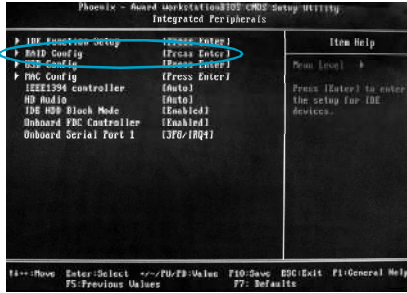 Phoenix - Award WorkstationBIOS CMOS Setup Utility
Integrated Peripherals
IDE Function Setup [Press Enter]
RAID Config [Press Enter]
USB Config [Press Enter]
MAC Config [Press Enter]
IEEE1394 controller [Auto]
HD Audio [Auto]
IDE HDD Block Mode [Enabled]
Onboard FDC Controller [Enabled]
Onboard Serial Port 1 [3F8/IRQ4]
Item Help
Menu Level
Press [Enter] to enter
the setup for IDE
devices.
↑↓←→:Move Enter:Select +/-/PU/PD:Value F10:Save ESC:Exit F1:General Help
F5:Previous Values F7: Defaults